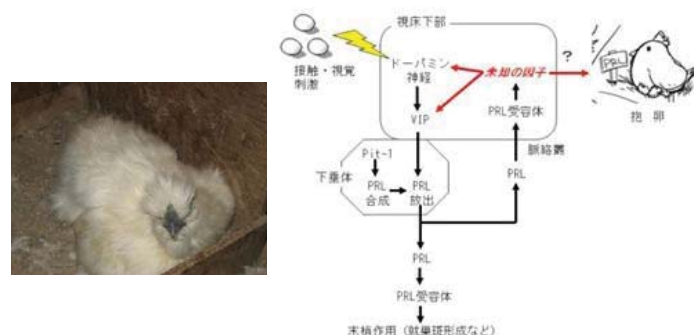 視床下部
接触・視覚
刺激
ドーパミン
神経
VIP
未知の因子
?
PRL
抱 卵
PRL受容体
脈絡叢
下垂体
Pit-1
PRL
合成
PRL
放出
PRL
PRL
PRL受容体
末梢作用（就巣斑形成など）